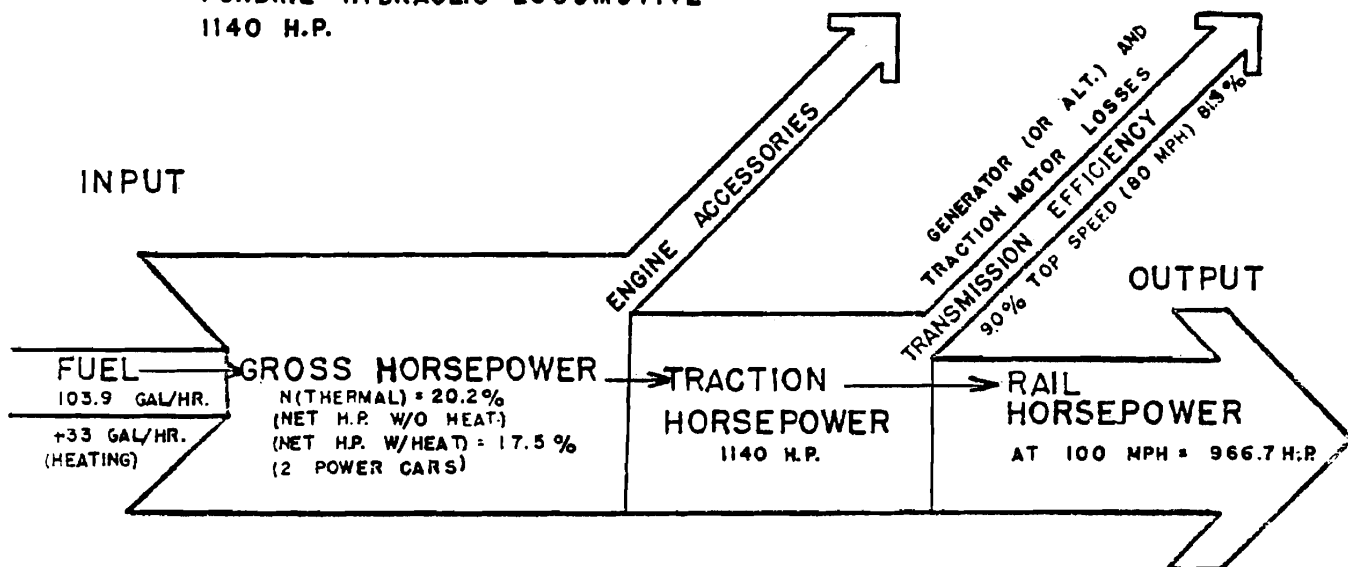 1140 H.P.
INPUT
ENGINE ACCESSORIES
GENERATOR (OR ALT.) AND
TRACTION MOTOR LOSSES
TRANSMISSION EFFICIENCY
90% TOP SPEED (80 MPH) 81.9%
OUTPUT
FUEL
103.9 GAL/HR.
+33 GAL/HR.
(HEATING)
GROSS HORSEPOWER
N(THERMAL) = 20.2%
(NET H.P. W/O HEAT)
(NET H.P. W/HEAT) = 17.5%
(2 POWER CARS)
TRACTION
HORSEPOWER
1140 H.P.
RAIL
HORSEPOWER
AT 100 MPH = 966.7 H.P.